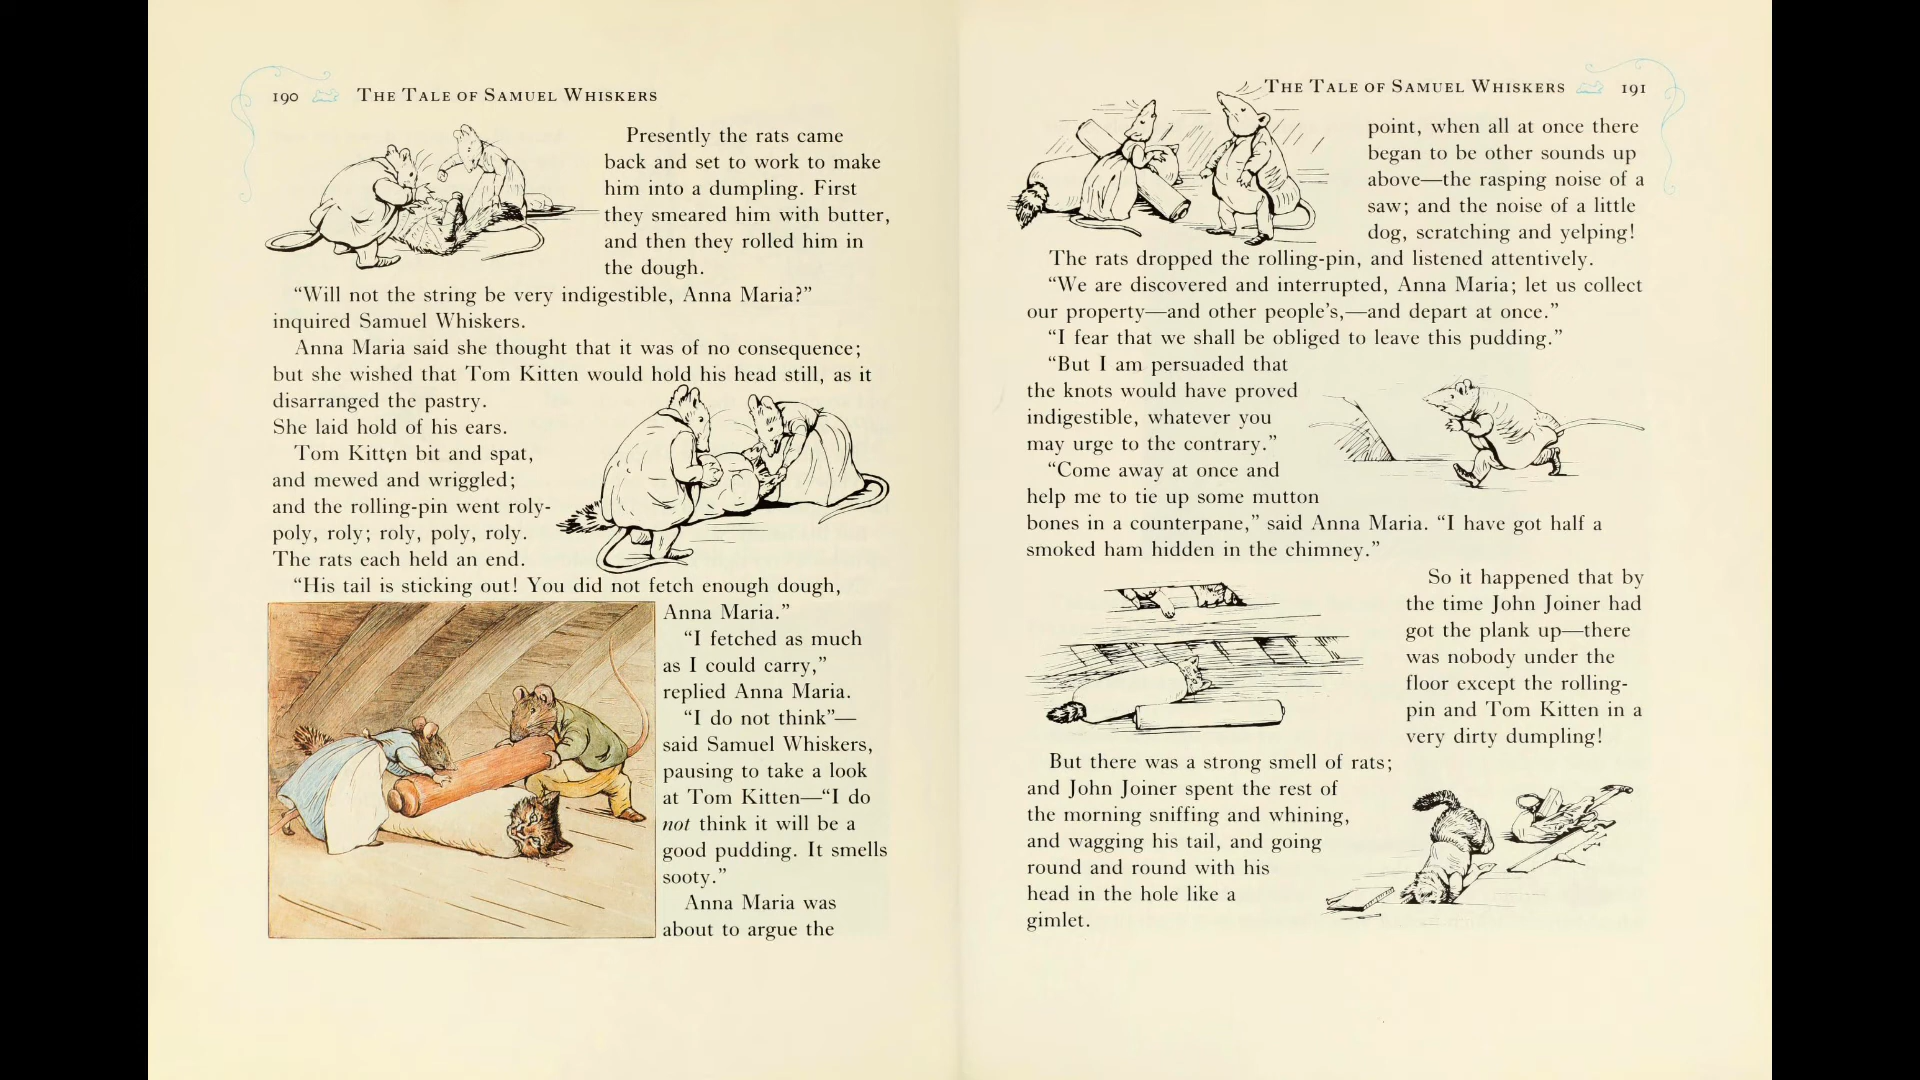 190 THE TALE OF SAMUEL WHISKERS
Presently the rats came
back and set to work to make
him into a dumpling. First
they smeared him with butter,
and then they rolled him in
the dough.
“Will not the string be very indigestible, Anna Maria?”
inquired Samuel Whiskers.
Anna Maria said she thought that it was of no consequence;
but she wished that Tom Kitten would hold his head still, as it
disarranged the pastry.
She laid hold of his ears.
Tom Kitten bit and spat,
and mewed and wriggled;
and the rolling-pin went roly-
poly, roly; roly, poly, roly.
The rats each held an end.
“His tail is sticking out! You did not fetch enough dough,
Anna Maria.”
“I fetched as much
as I could carry,”
replied Anna Maria.
“I do not think”—
said Samuel Whiskers,
pausing to take a look
at Tom Kitten—“I do
not think it will be a
good pudding. It smells
sooty.”
Anna Maria was
about to argue the
THE TALE OF SAMUEL WHISKERS 191
point, when all at once there
began to be other sounds up
above—the rasping noise of a
saw; and the noise of a little
dog, scratching and yelping!
The rats dropped the rolling-pin, and listened attentively.
“We are discovered and interrupted, Anna Maria; let us collect
our property—and other people's,—and depart at once.”
“I fear that we shall be obliged to leave this pudding.”
“But I am persuaded that
the knots would have proved
indigestible, whatever you
may urge to the contrary.”
“Come away at once and
help me to tie up some mutton
bones in a counterpane,” said Anna Maria. “I have got half a
smoked ham hidden in the chimney.”
So it happened that by
the time John Joiner had
got the plank up—there
was nobody under the
floor except the rolling-
pin and Tom Kitten in a
very dirty dumpling!
But there was a strong smell of rats;
and John Joiner spent the rest of
the morning sniffing and whining,
and wagging his tail, and going
round and round with his
head in the hole like a
gimlet.